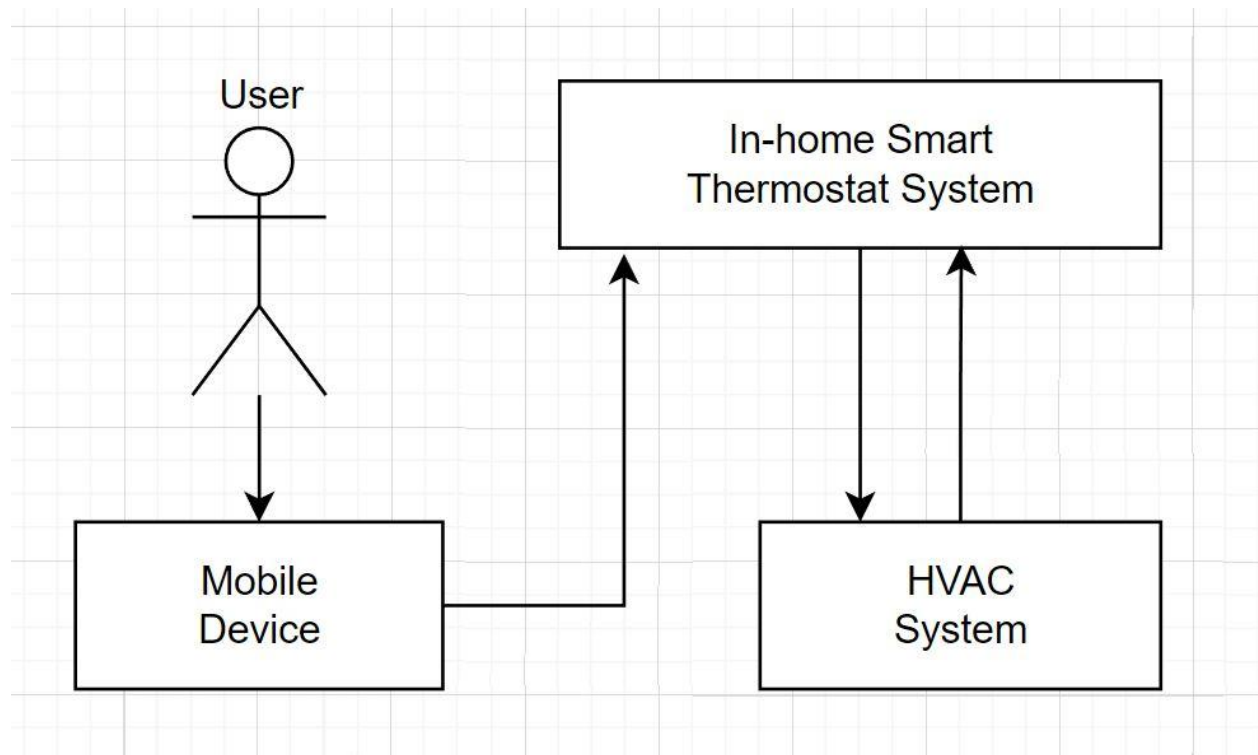 User
In-home Smart
Thermostat System
Mobile
Device
HVAC
System